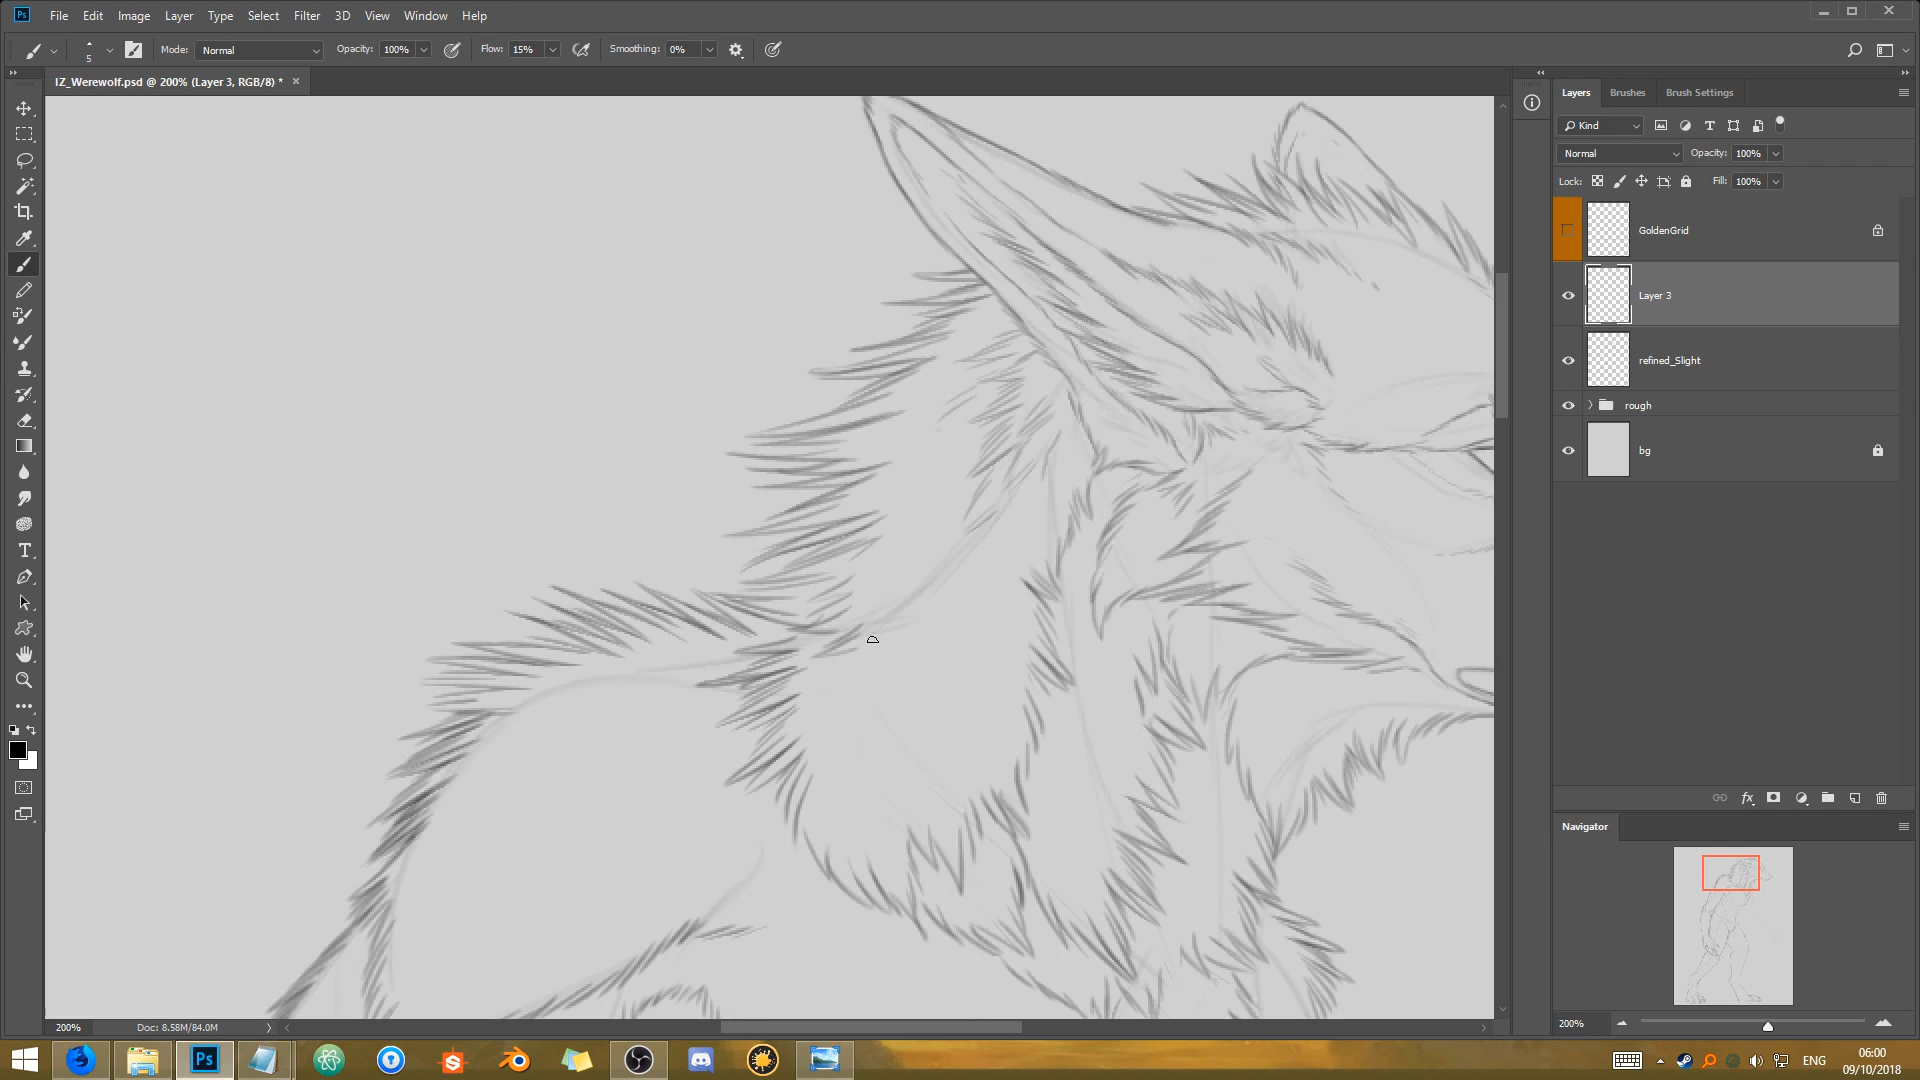 Ps File Edit Image Layer Type Select Filter 3D View Window Help
5 Mode: Normal Opacity: 100% Flow: 15% Smoothing: 0%
IZ_Werewolf.psd @ 200% (Layer 3, RGB/8) * ×
Layers Brushes Brush Settings
Kind
Normal Opacity: 100%
Lock: Fill: 100%
GoldenGrid
Layer 3
refined_Slight
rough
bg
fx
Navigator
200%
200% Doc: 8.58M/84.0M
Ps
ENG
06:00
09/10/2018